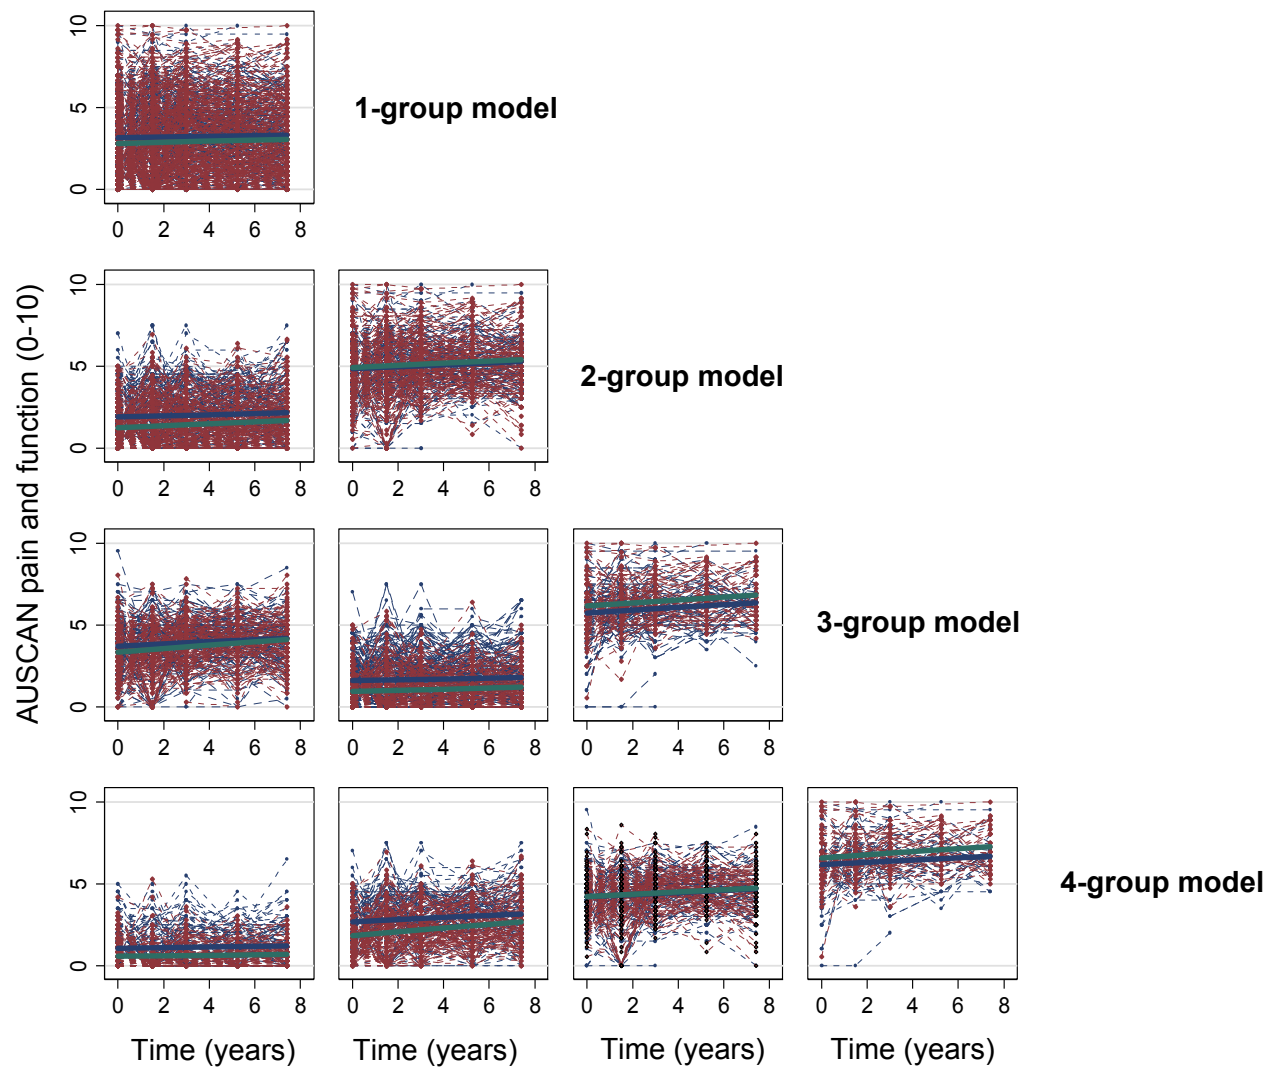 10
5
0
1-group model
0 2 4 6 8
AUSCAN pain and function (0-10)
10
5
0
2-group model
0 2 4 6 8 0 2 4 6 8
10
5
0
3-group model
0 2 4 6 8 0 2 4 6 8 0 2 4 6 8
10
5
0
4-group model
0 2 4 6 8 0 2 4 6 8 0 2 4 6 8 0 2 4 6 8
Time (years) Time (years) Time (years) Time (years)